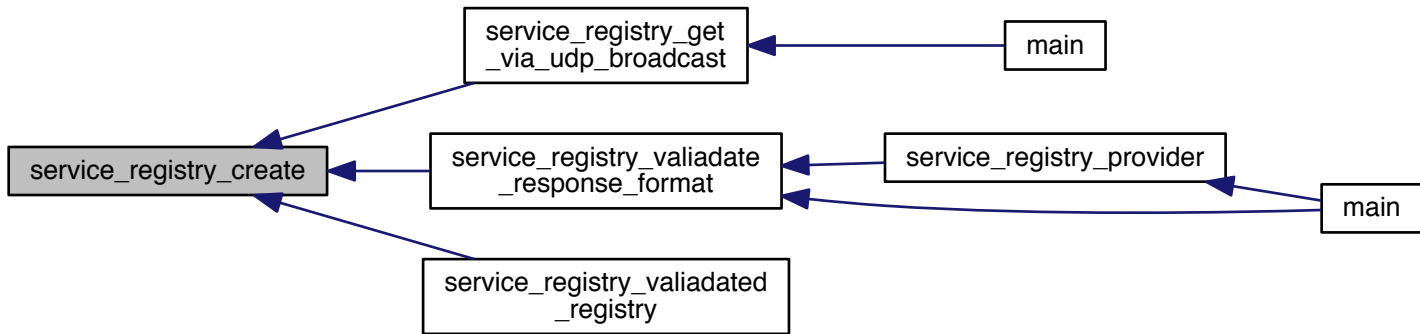 service_registry_get
_via_udp_broadcast
main
service_registry_create
service_registry_valiadate
_response_format
service_registry_provider
main
service_registry_valiadated
_registry